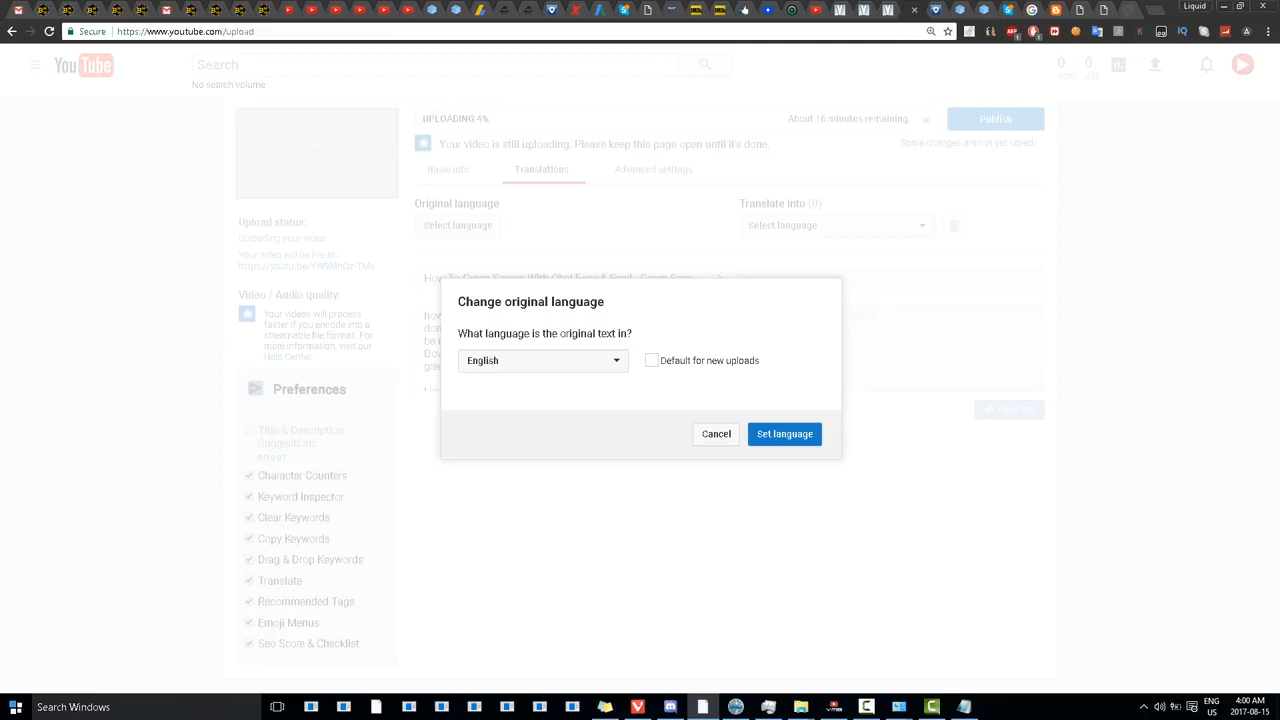 Liquid
Secure https://www.youtube.com/upload
YouTube
Search
No search volume
0 0
48h
UPLOADING 4% About 16 minutes remaining. Publish
Your video is still uploading. Please keep this page open until it's done. Some changes are not yet saved.
Basic info Translations Advanced settings
Original language Translate into (0)
Select language Select language
Upload status:
Uploading your video.
Your video will be live at:
Video / Audio quality:
Your videos will process
faster if you encode into a
streamable file format. For
more information, visit our
Help Center.
Change original language
What language is the original text in?
English Default for new uploads
Cancel Set language
Translate
Preferences
Title & Description
Suggestions
Character Counters
Keyword Inspector
Clear Keywords
Copy Keywords
Drag & Drop Keywords
Translate
Recommended Tags
Emoji Menus
Seo Score & Checklist
Search Windows
ENG 4:00 AM
US 2017-08-15